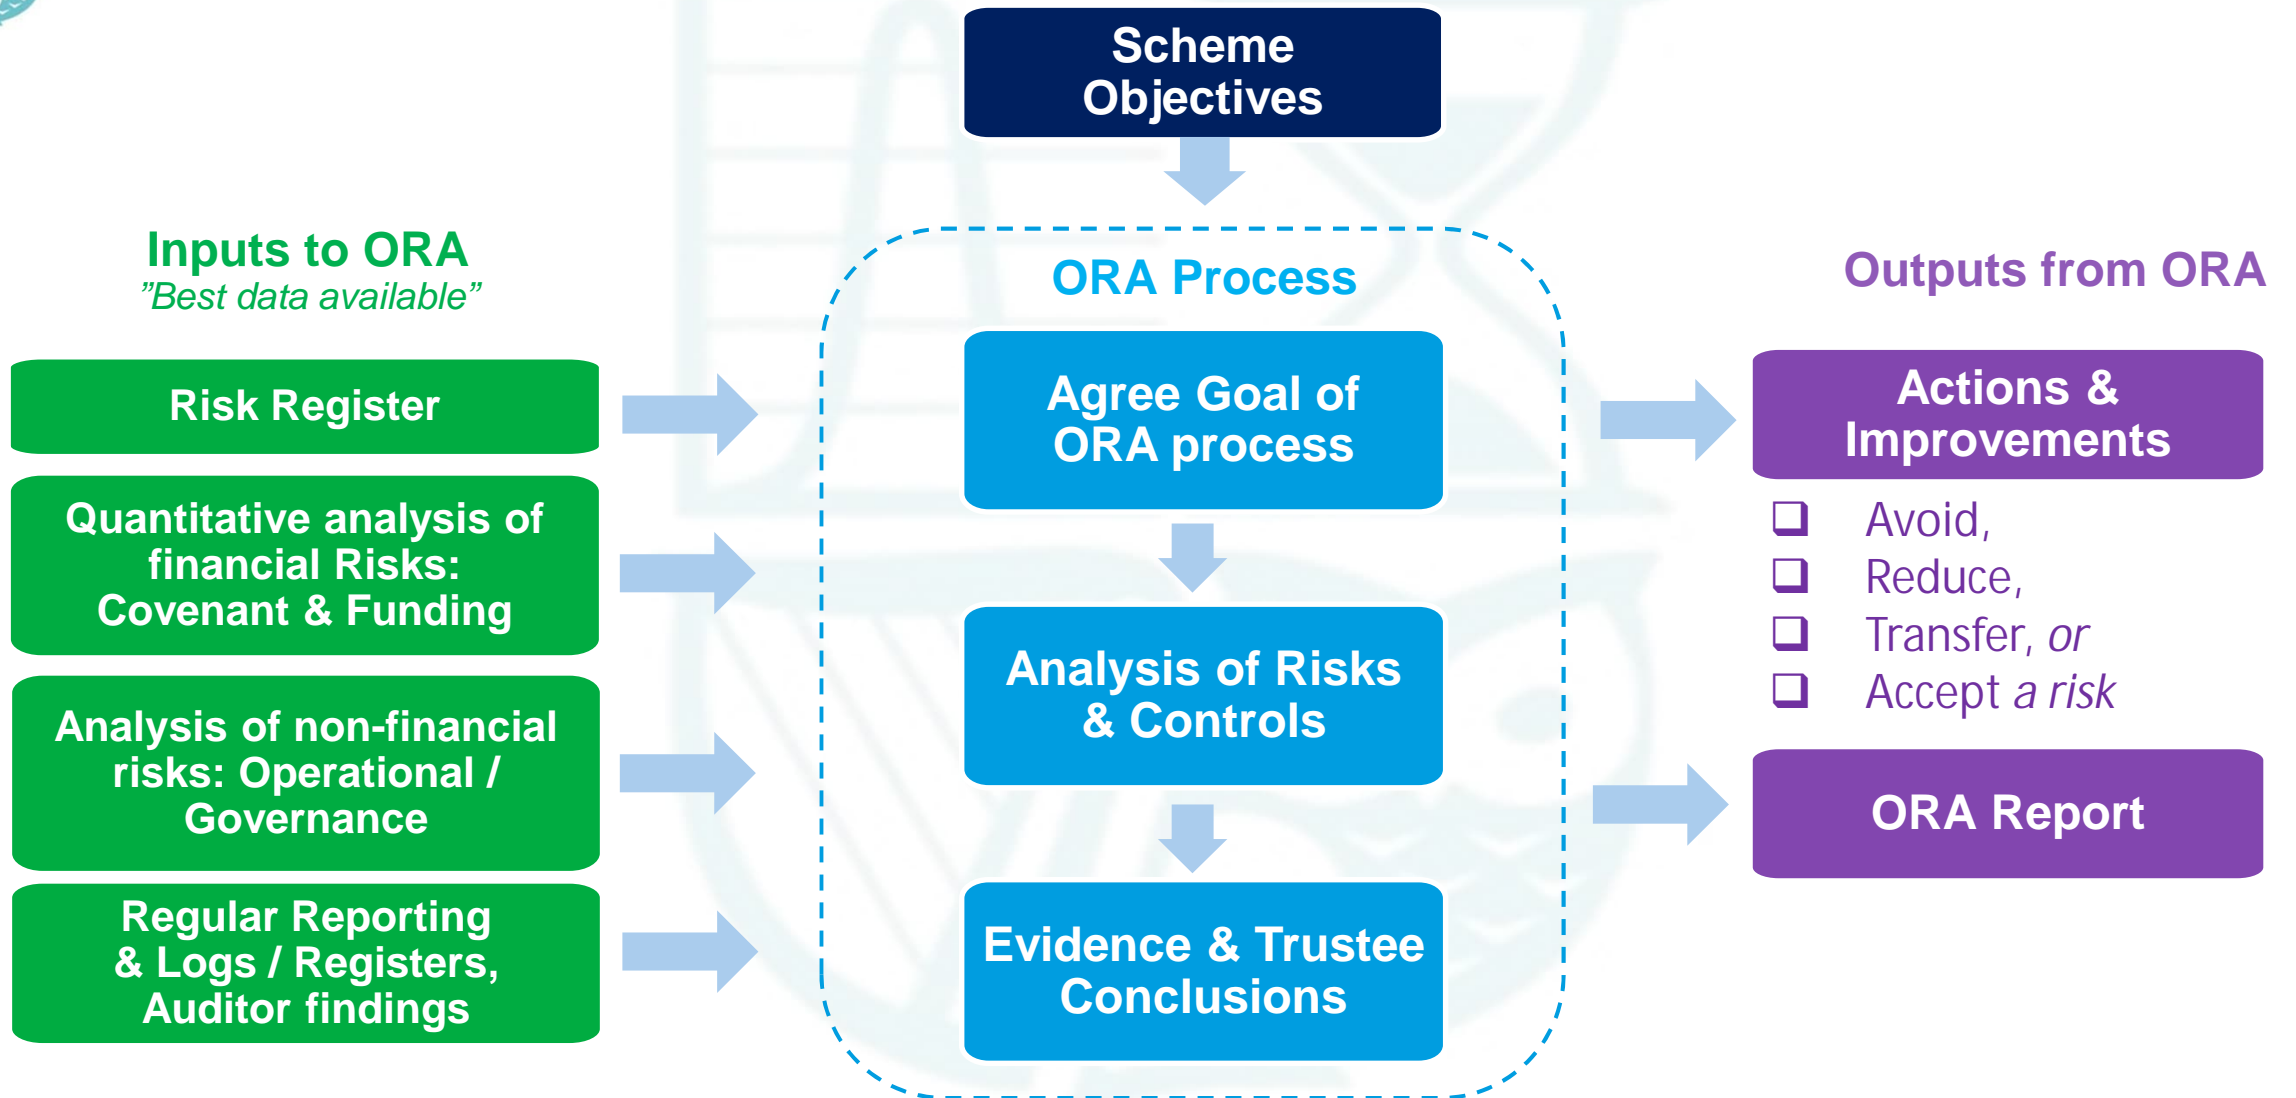 Scheme
Objectives
Inputs to ORA
”Best data available”
Risk Register
Quantitative analysis of
financial Risks:
Covenant & Funding
Analysis of non-financial
risks: Operational /
Governance
Regular Reporting
& Logs / Registers,
Auditor findings
ORA Process
Agree Goal of
ORA process
Analysis of Risks
& Controls
Evidence & Trustee
Conclusions
Outputs from ORA
Actions &
Improvements
Avoid,
Reduce,
Transfer, or
Accept a risk
ORA Report